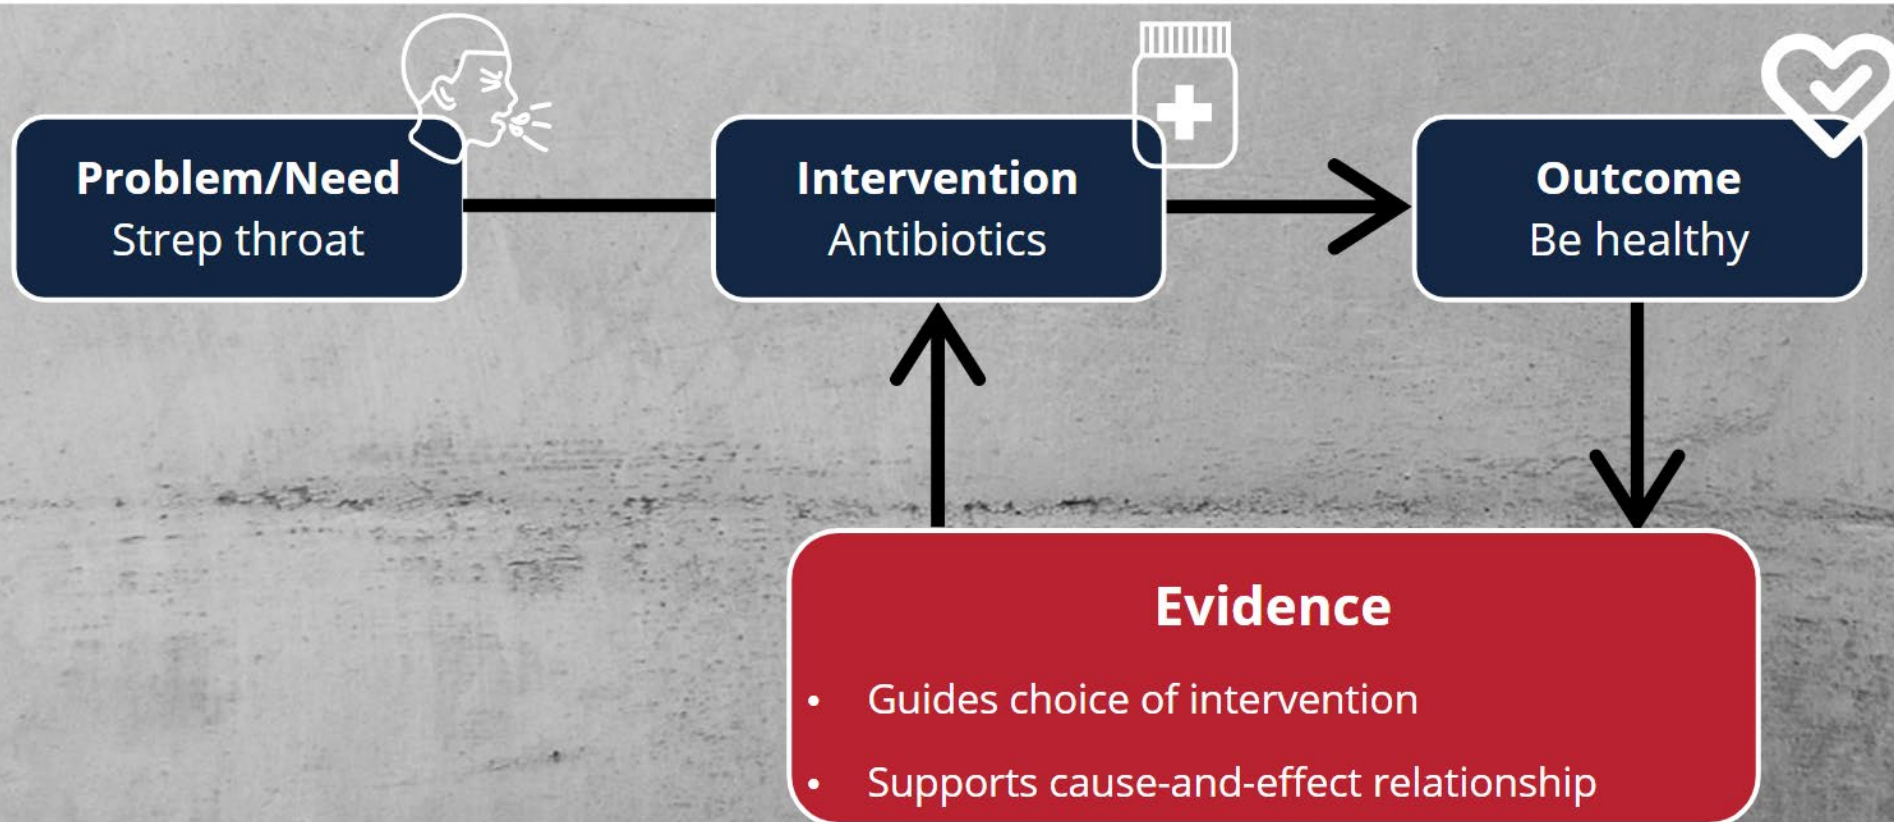 Problem/Need
Strep throat
Intervention
Antibiotics
Outcome
Be healthy
Evidence
• Guides choice of intervention
• Supports cause-and-effect relationship